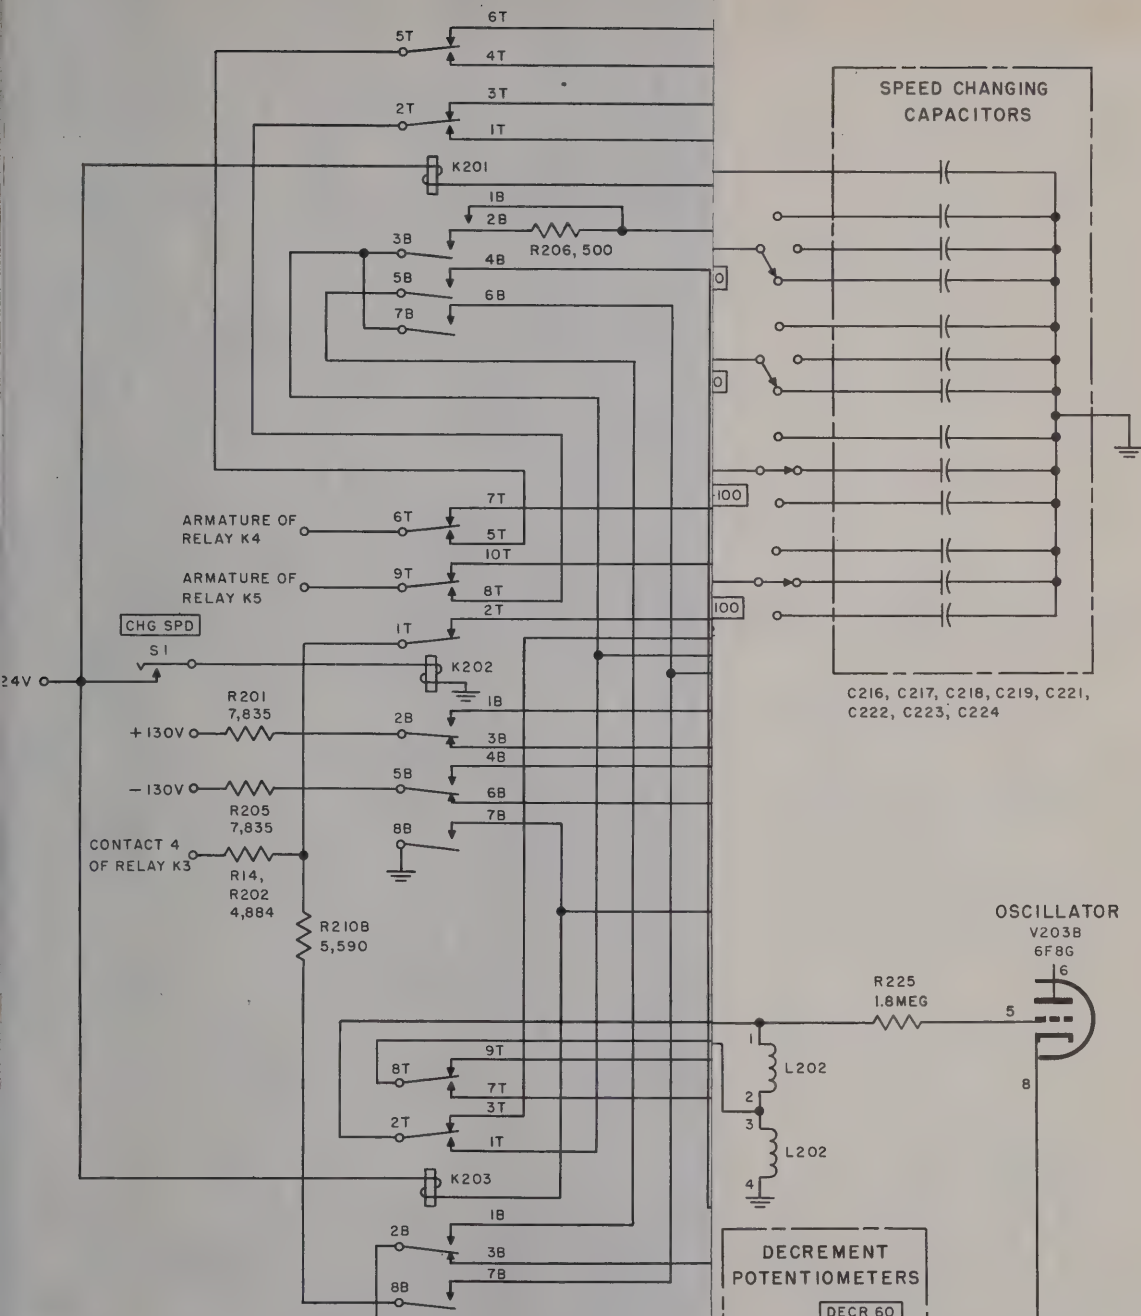 6T
5T
4T
3T
2T
1T
K201
1B
2B
R206, 500
3B
4B
5B
6B
7B
7T
ARMATURE OF
RELAY K4
6T
5T
10T
ARMATURE OF
RELAY K5
9T
8T
2T
CHG SPD
1T
S1
K202
24V
R201
7,835
+130V
1B
2B
3B
4B
-130V
5B
6B
R205
7,835
7B
8B
CONTACT 4
OF RELAY K3
R14,
R202
4,884
R210B
5,590
9T
8T
7T
3T
2T
1T
K203
1B
2B
3B
7B
8B
SPEED CHANGING
CAPACITORS
0
0
100
100
C216, C217, C218, C219, C221,
C222, C223, C224
OSCILLATOR
V203B
6F8G
6
R225
1.8MEG
5
8
1
L202
2
3
L202
4
DECREMENT
POTENTIOMETERS
DECR 60